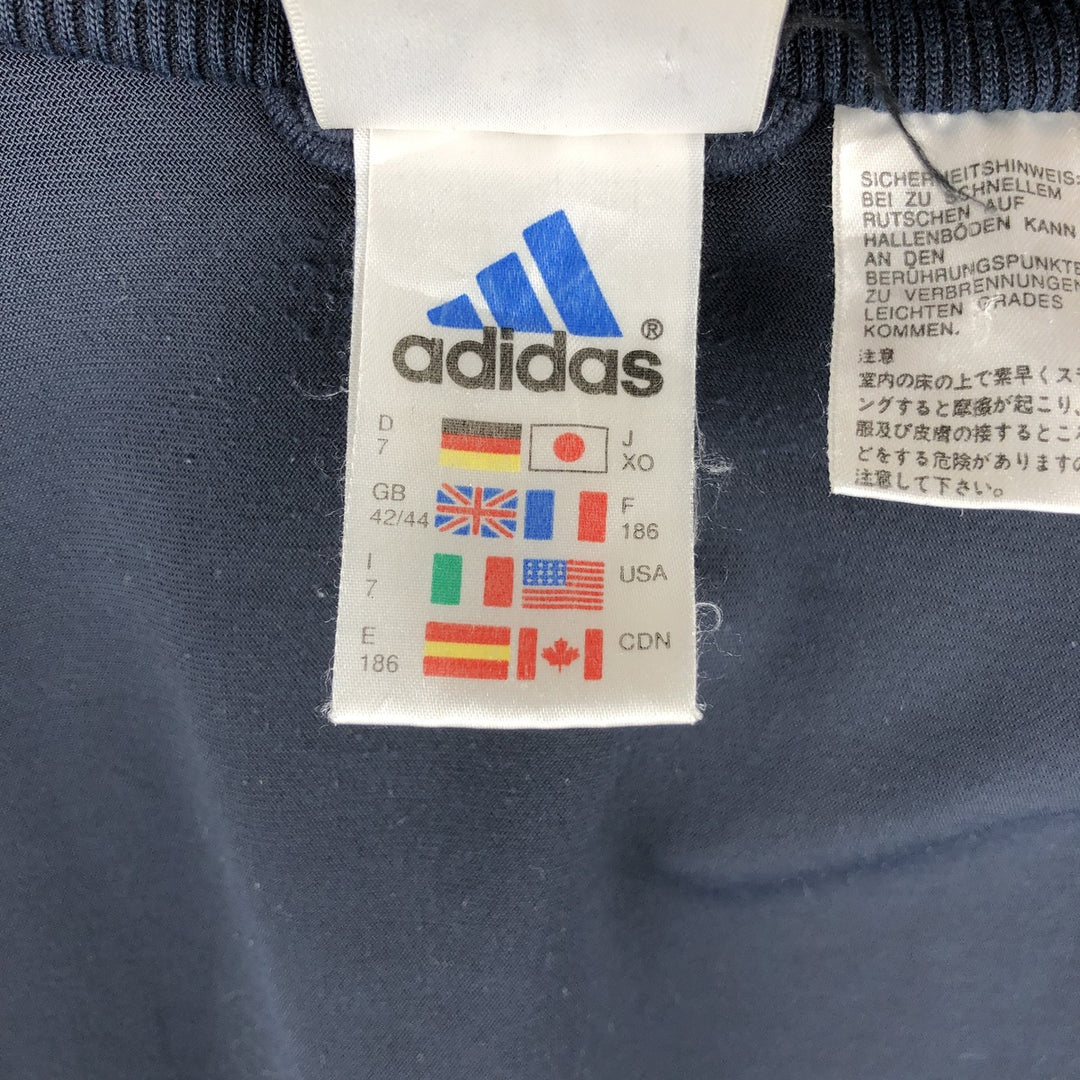 adidas®
D
7
J
XO
GB
42/44
F
186
I
7
USA
E
186
CDN
SICHERHEITSHINWEIS:
BEI ZU SCHNELLEM
RUTSCHEN AUF
HALLENBÖDEN KANN
AN DEN
BERÜHRUNGSPUNKTE
ZU VERBRENNUNGEN
LEICHTEN GRADES
KOMMEN.
注意
室内の床の上で素早くスラ
ングすると摩擦が起こり、
服及び皮膚の接するところ
どをする危険がありますの
注意して下さい。